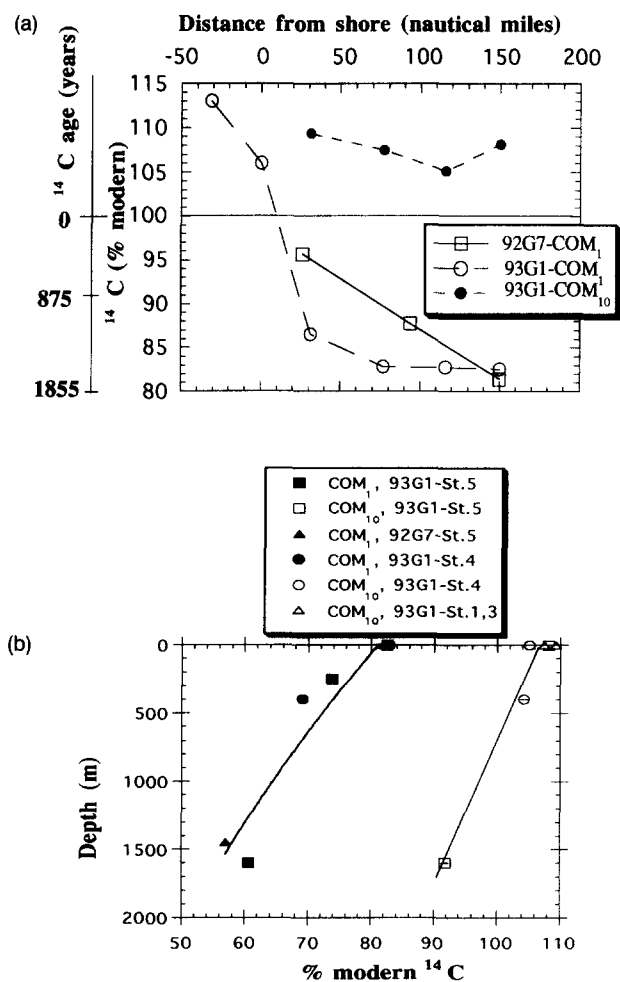 (a)
Distance from shore (nautical miles)
-50 0 50 100 150 200
14 C age (years)
14 C (% modern)
115
110
105
0 100
95
875 90
85
1855 80
92G7-COM1
93G1-COM1
93G1-COM10
COM1, 93G1-St.5
COM10, 93G1-St.5
COM1, 92G7-St.5
COM1, 93G1-St.4
COM10, 93G1-St.4
COM10, 93G1-St.1,3
(b)
Depth (m)
0
500
1000
1500
2000
50 60 70 80 90 100 110
% modern 14 C